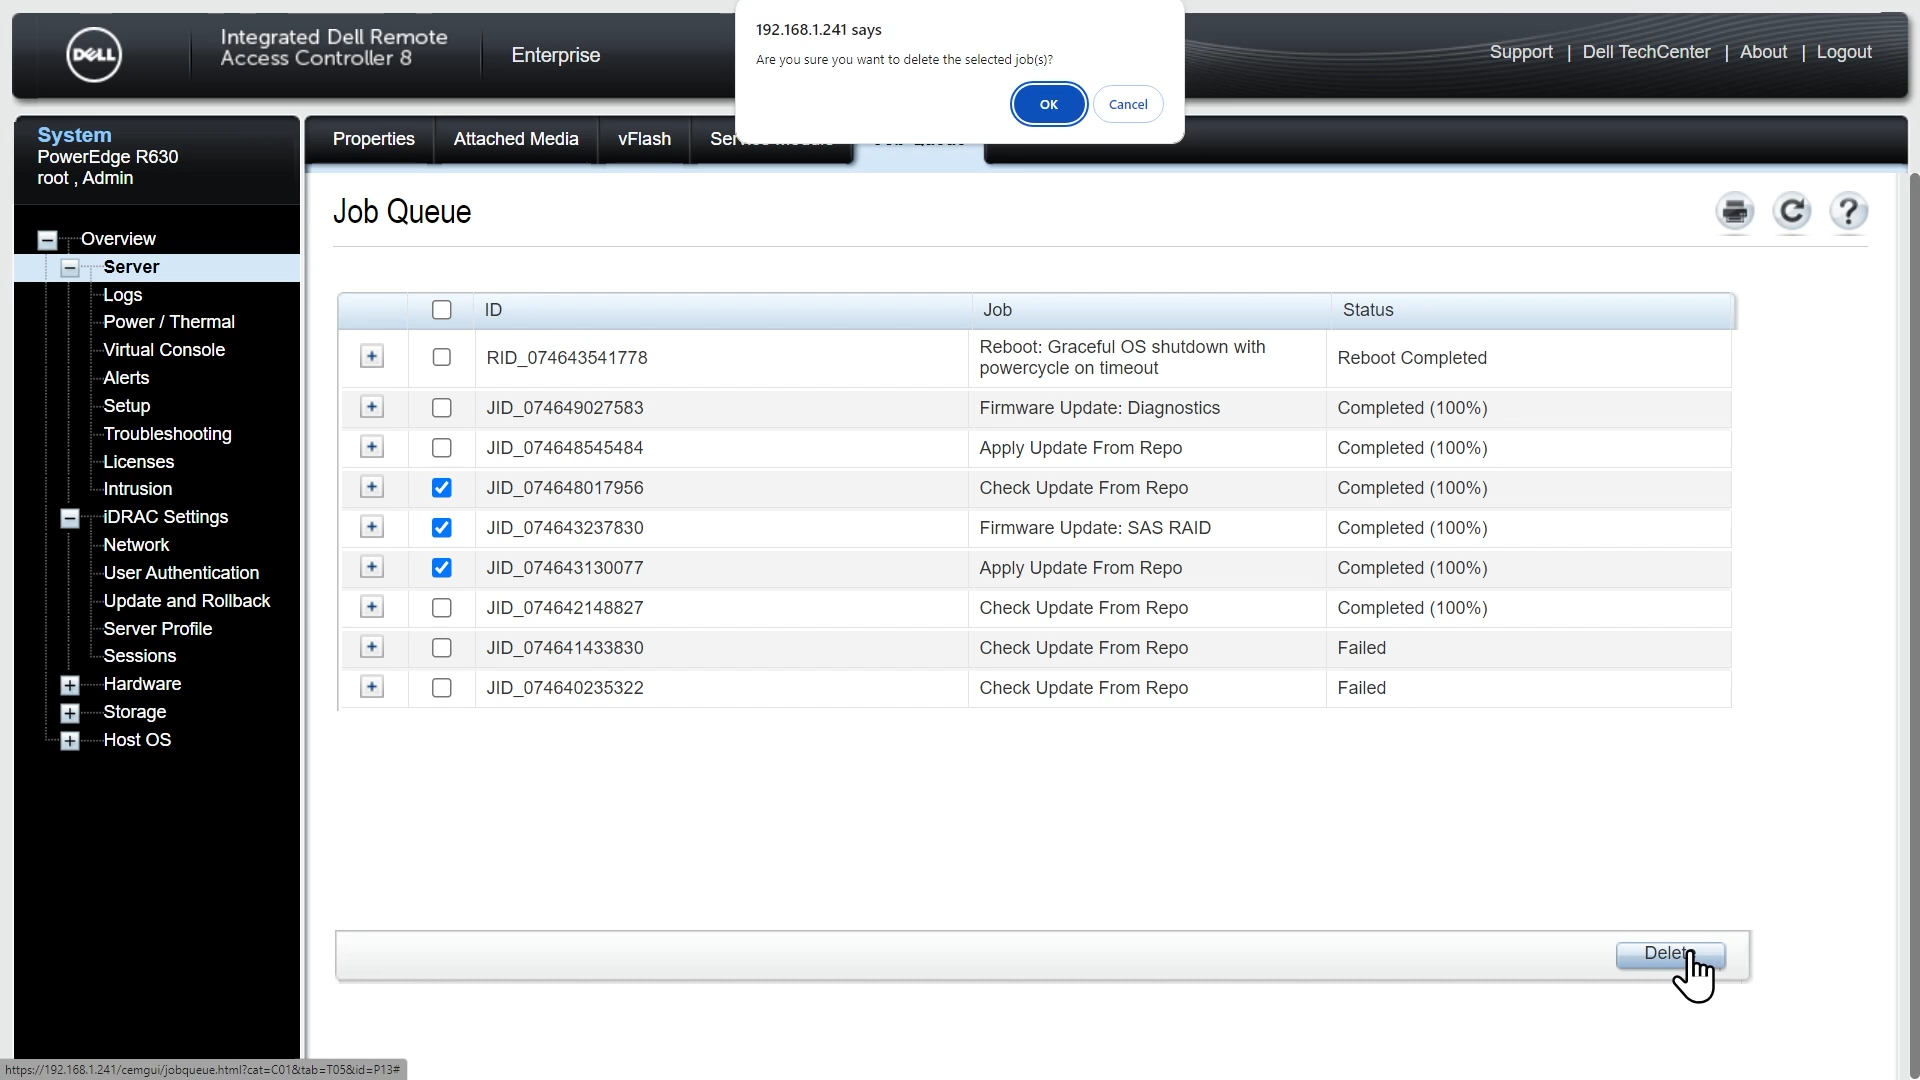 192.168.1.241 says
Are you sure you want to delete the selected job(s)?
OK
Cancel
DELL
Integrated Dell Remote
Access Controller 8
Enterprise
Support | Dell TechCenter | About | Logout
System
PowerEdge R630
root , Admin
Properties
Attached Media
vFlash
Overview
Server
Logs
Power / Thermal
Virtual Console
Alerts
Setup
Troubleshooting
Licenses
Intrusion
iDRAC Settings
Network
User Authentication
Update and Rollback
Server Profile
Sessions
Hardware
Storage
Host OS
Job Queue
ID Job Status
RID_074643541778 Reboot: Graceful OS shutdown with Reboot Completed
powercycle on timeout
JID_074649027583 Firmware Update: Diagnostics Completed (100%)
JID_074648545484 Apply Update From Repo Completed (100%)
JID_074648017956 Check Update From Repo Completed (100%)
JID_074643237830 Firmware Update: SAS RAID Completed (100%)
JID_074643130077 Apply Update From Repo Completed (100%)
JID_074642148827 Check Update From Repo Completed (100%)
JID_074641433830 Check Update From Repo Failed
JID_074640235322 Check Update From Repo Failed
Delete
https://192.168.1.241/cemgui/jobqueue.html?cat=C01&tab=T05&id=P13#